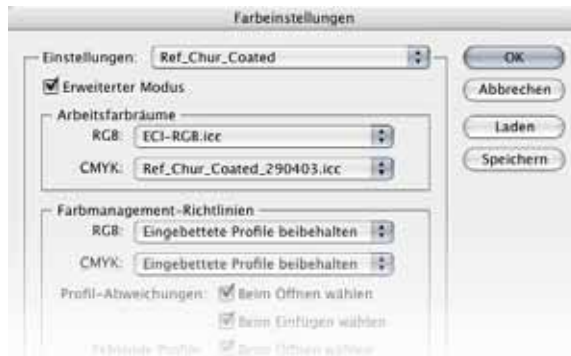 Farbeinstellungen
Einstellungen: Ref_Chur_Coated
Erweiterter Modus
Arbeitsfarbräume
RGB: ECI-RGB.icc
CMYK: Ref_Chur_Coated_290403.icc
Farbmanagement-Richtlinien
RGB: Eingebettete Profile beibehalten
CMYK: Eingebettete Profile beibehalten
Profil-Abweichungen: Beim Öffnen wählen
Beim Einfügen wählen
Fehlende Profile: Beim Öffnen wählen
OK
Abbrechen
Laden
Speichern